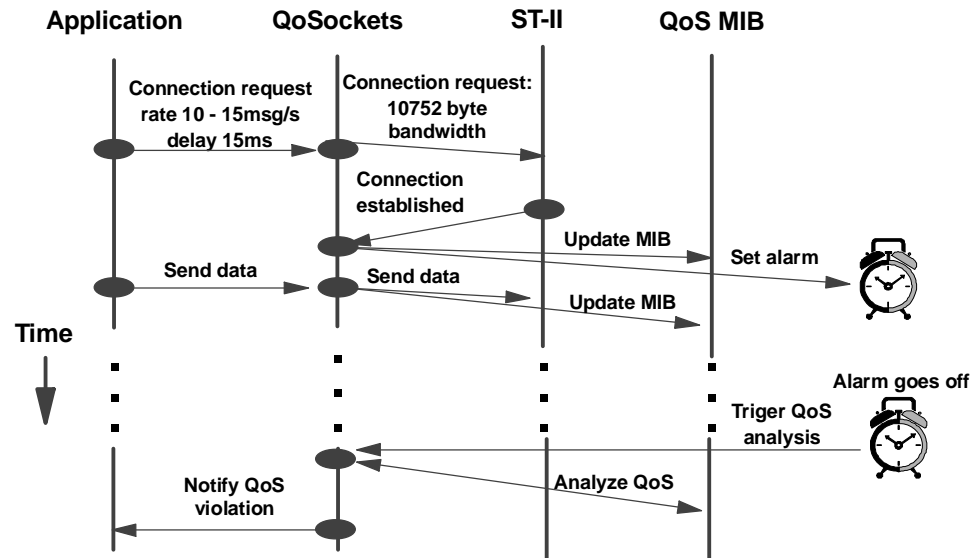 Application
QoSockets
ST-II
QoS MIB
Connection request
rate 10 - 15msg/s
delay 15ms
Connection request:
10752 byte
bandwidth
Connection
established
Update MIB
Set alarm
Send data
Send data
Update MIB
Time
Alarm goes off
Triger QoS
analysis
Analyze QoS
Notify QoS
violation